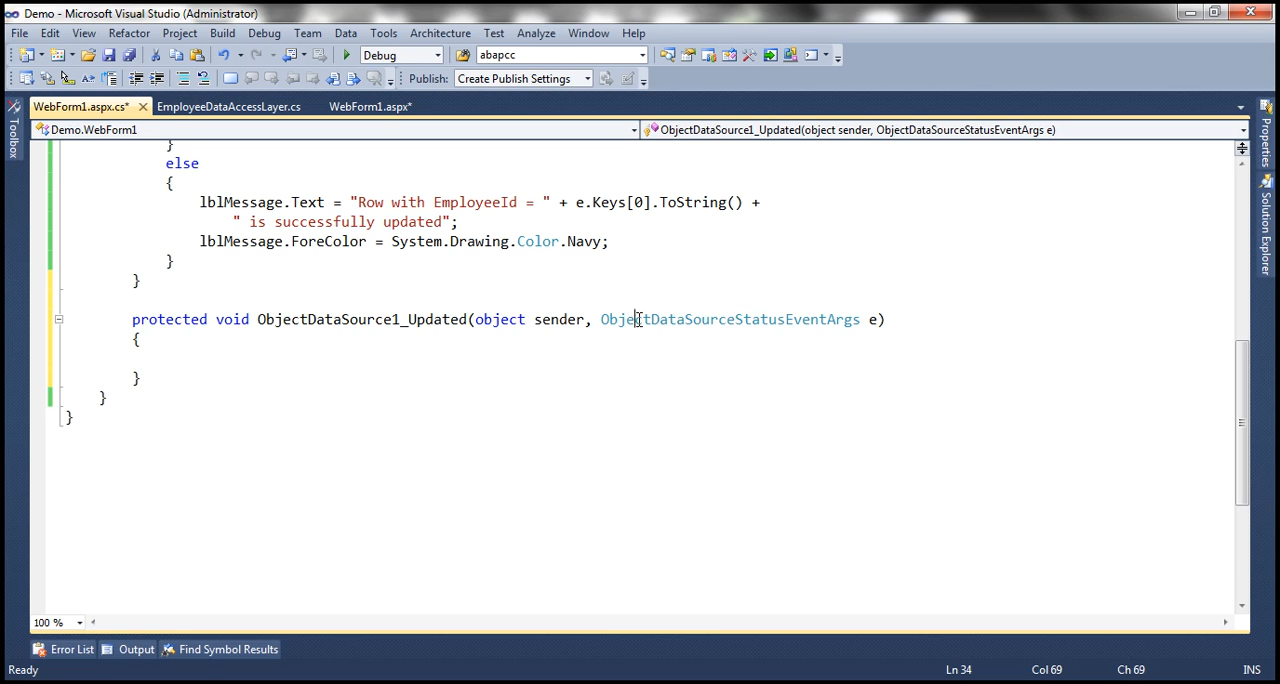 Demo - Microsoft Visual Studio (Administrator)
File Edit View Refactor Project Build Debug Team Data Tools Architecture Test Analyze Window Help
Debug abapcc
Publish: Create Publish Settings
WebForm1.aspx.cs* EmployeeDataAccessLayer.cs WebForm1.aspx*
Demo.WebForm1 ObjectDataSource1_Updated(object sender, ObjectDataSourceStatusEventArgs e)
Toolbox
Properties
Solution Explorer
}
else
{
lblMessage.Text = "Row with EmployeeId = " + e.Keys[0].ToString() +
" is successfully updated";
lblMessage.ForeColor = System.Drawing.Color.Navy;
}
}
protected void ObjectDataSource1_Updated(object sender, ObjectDataSourceStatusEventArgs e)
{
}
}
}
100 %
Error List Output Find Symbol Results
Ready Ln 34 Col 69 Ch 69 INS